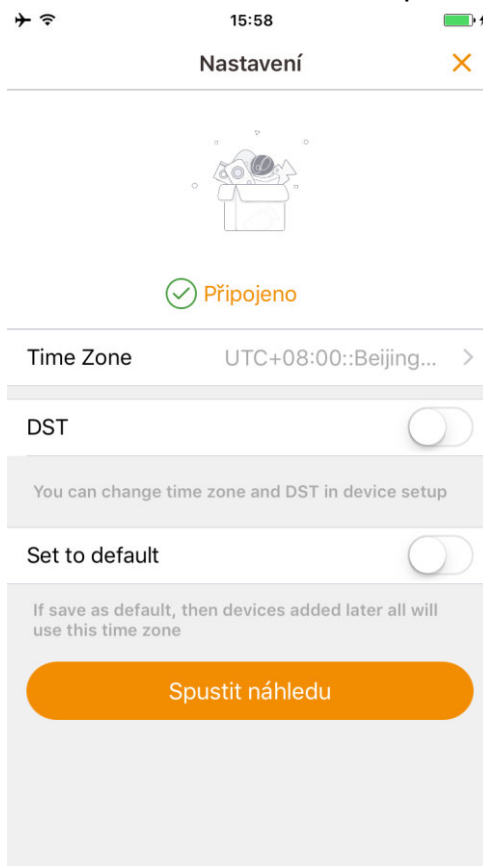 15:58
Nastavení
Připojeno
Time Zone UTC+08:00::Beijing...
DST
You can change time zone and DST in device setup
Set to default
If save as default, then devices added later all will
use this time zone
Spustit náhledu